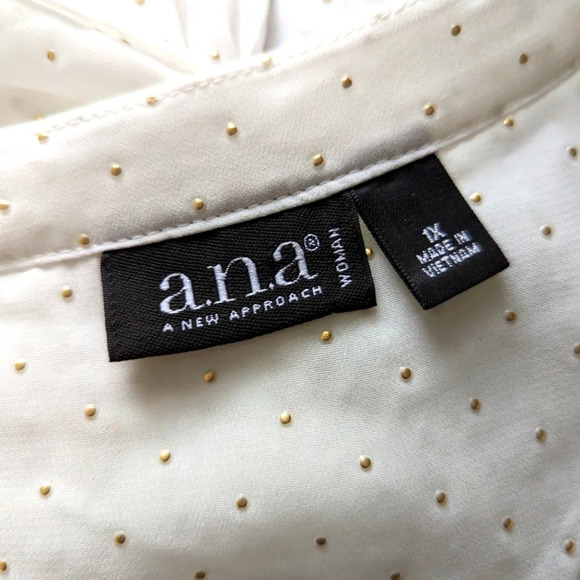 a.n.a®
A NEW APPROACH
WOMAN
1X
MADE IN
VIETNAM